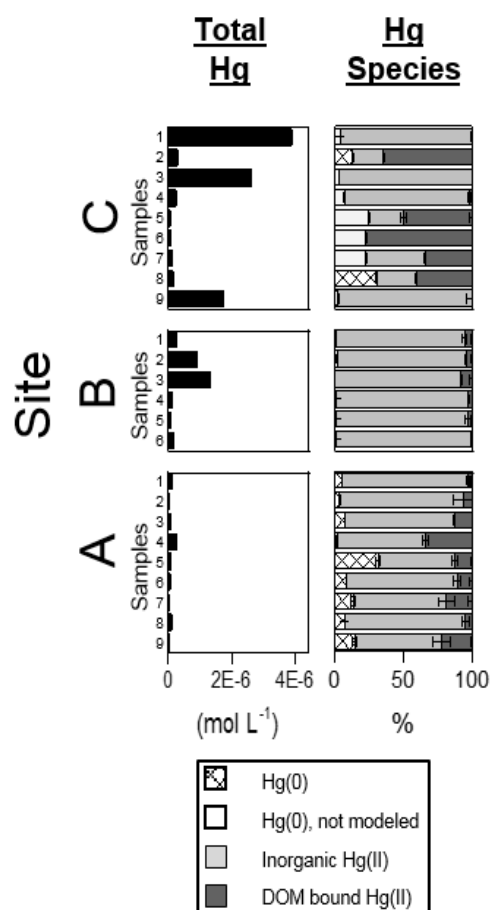 Total Hg
Hg Species
Site
C
Samples
1
2
3
4
5
6
7
8
9
B
Samples
1
2
3
4
5
6
A
Samples
1
2
3
4
5
6
7
8
9
0 2E-6 4E-6
(mol L⁻¹)
0 50 100
%
Hg(0)
Hg(0), not modeled
Inorganic Hg(II)
DOM bound Hg(II)